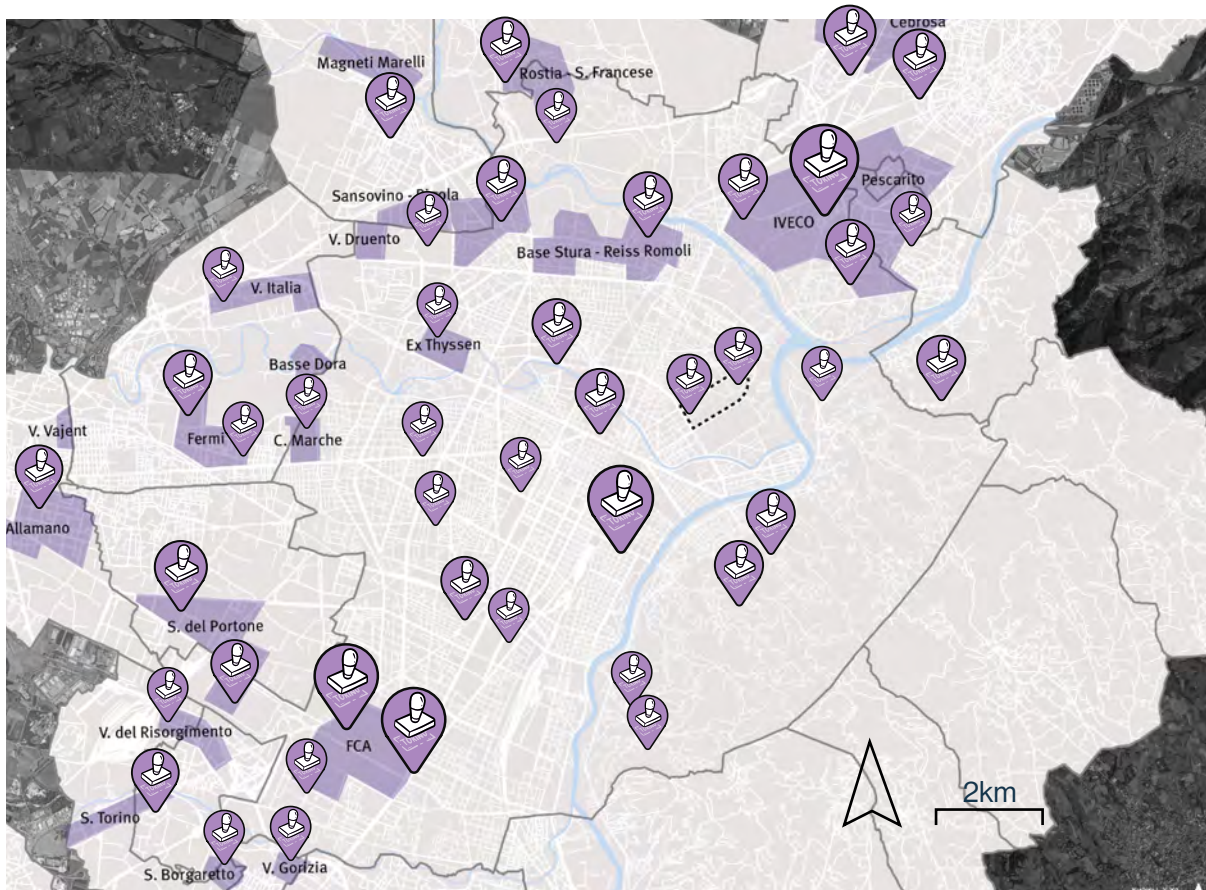 Cebrosa
Magneti Marelli
Rostia - S. Francese
Pescarito
Sansovino -
IVECO
V. Druento
Base Stura - Reiss Romoli
V. Italia
Ex Thyssen
Basse Dora
V. Vajent
Fermi
C. Marche
Allamano
S. del Portone
V. del Risorgimento
FCA
2km
S. Torino
V. Gorizia
S. Borgaretto